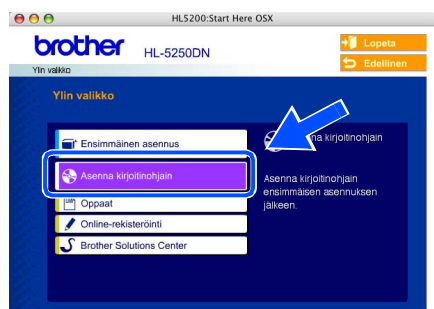 HL5200:Start Here OSX
brother
HL-5250DN
Lopeta
Edellinen
Ylin valikko
Ylin valikko
Ensimmäinen asennus
Asenna kirjoitinohjain
Oppaat
Online-rekisteröinti
Brother Solutions Center
kirjoitinohjain
Asenna kirjoitinohjain
ensimmäisen asennuksen
jälkeen.